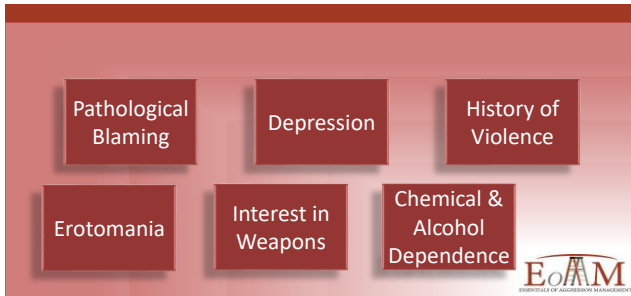 Pathological
Blaming
Depression
History of
Violence
Erotomania
Interest in
Weapons
Chemical &
Alcohol
Dependence
EoAM
ESSENTIALS OF AGGRESSION MANAGEMENT